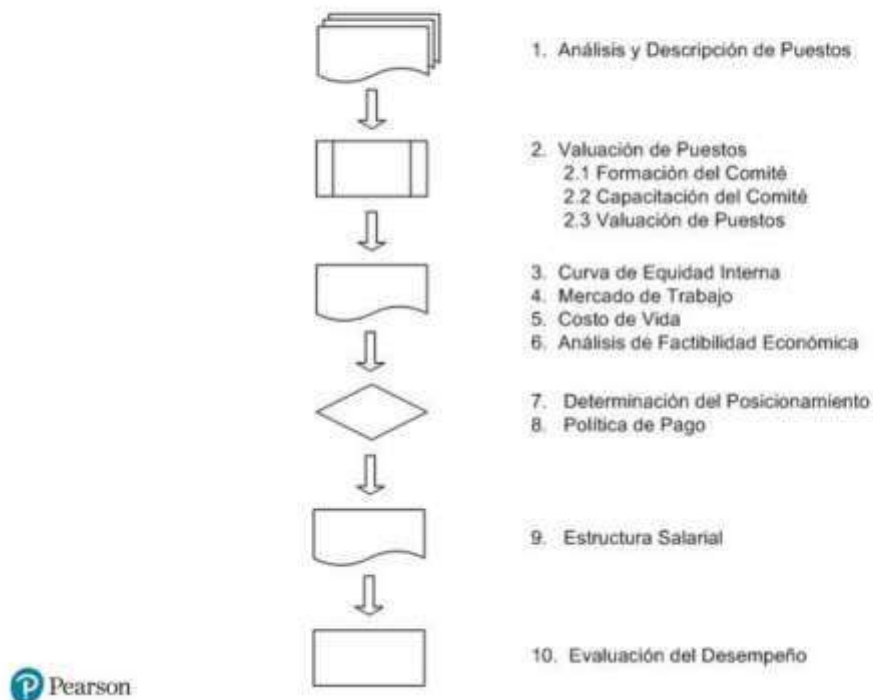 1. Análisis y Descripción de Puestos
2. Valuación de Puestos
2.1 Formación del Comité
2.2 Capacitación del Comité
2.3 Valuación de Puestos
3. Curva de Equidad Interna
4. Mercado de Trabajo
5. Costo de Vida
6. Análisis de Factibilidad Económica
7. Determinación del Posicionamiento
8. Política de Pago
9. Estructura Salarial
10. Evaluación del Desempeño
P Pearson